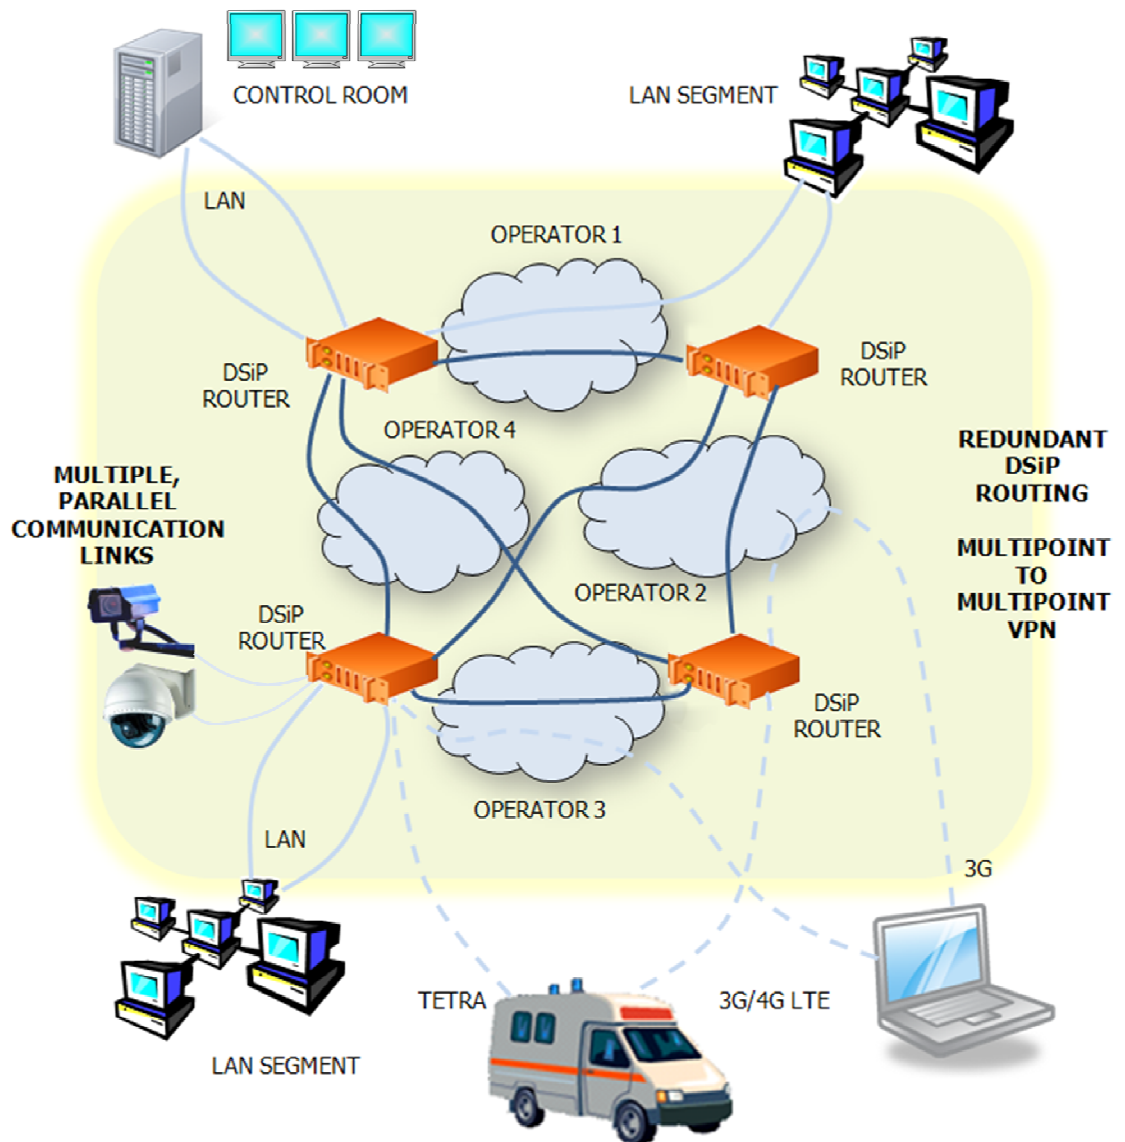 CONTROL ROOM
LAN SEGMENT
LAN
OPERATOR 1
DSiP
ROUTER
DSiP
ROUTER
OPERATOR 4
REDUNDANT
DSiP
ROUTING
MULTIPOINT
TO
MULTIPOINT
VPN
MULTIPLE,
PARALLEL
COMMUNICATION
LINKS
OPERATOR 2
DSiP
ROUTER
DSiP
ROUTER
OPERATOR 3
LAN
3G
TETRA
3G/4G LTE
LAN SEGMENT